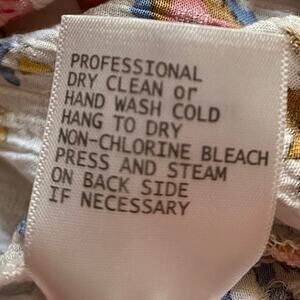 PROFESSIONAL
DRY CLEAN or
HAND WASH COLD
HANG TO DRY
NON-CHLORINE BLEACH
PRESS AND STEAM
ON BACK SIDE
IF NECESSARY